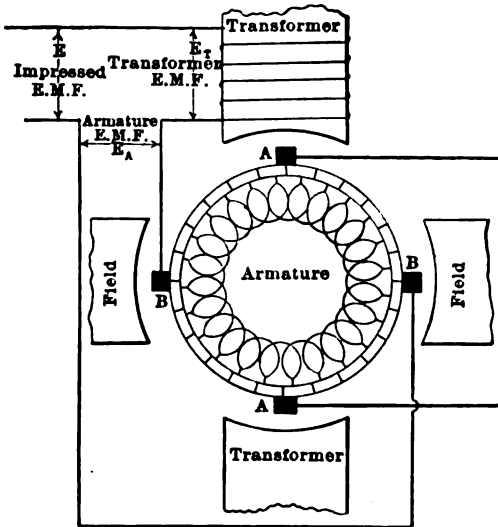 Transformer
E
Impressed
E.M.F.
E_T
Transformer
E.M.F.
Armature
E.M.F.
E_A
A
Field
B
Armature
B
Field
A
Transformer